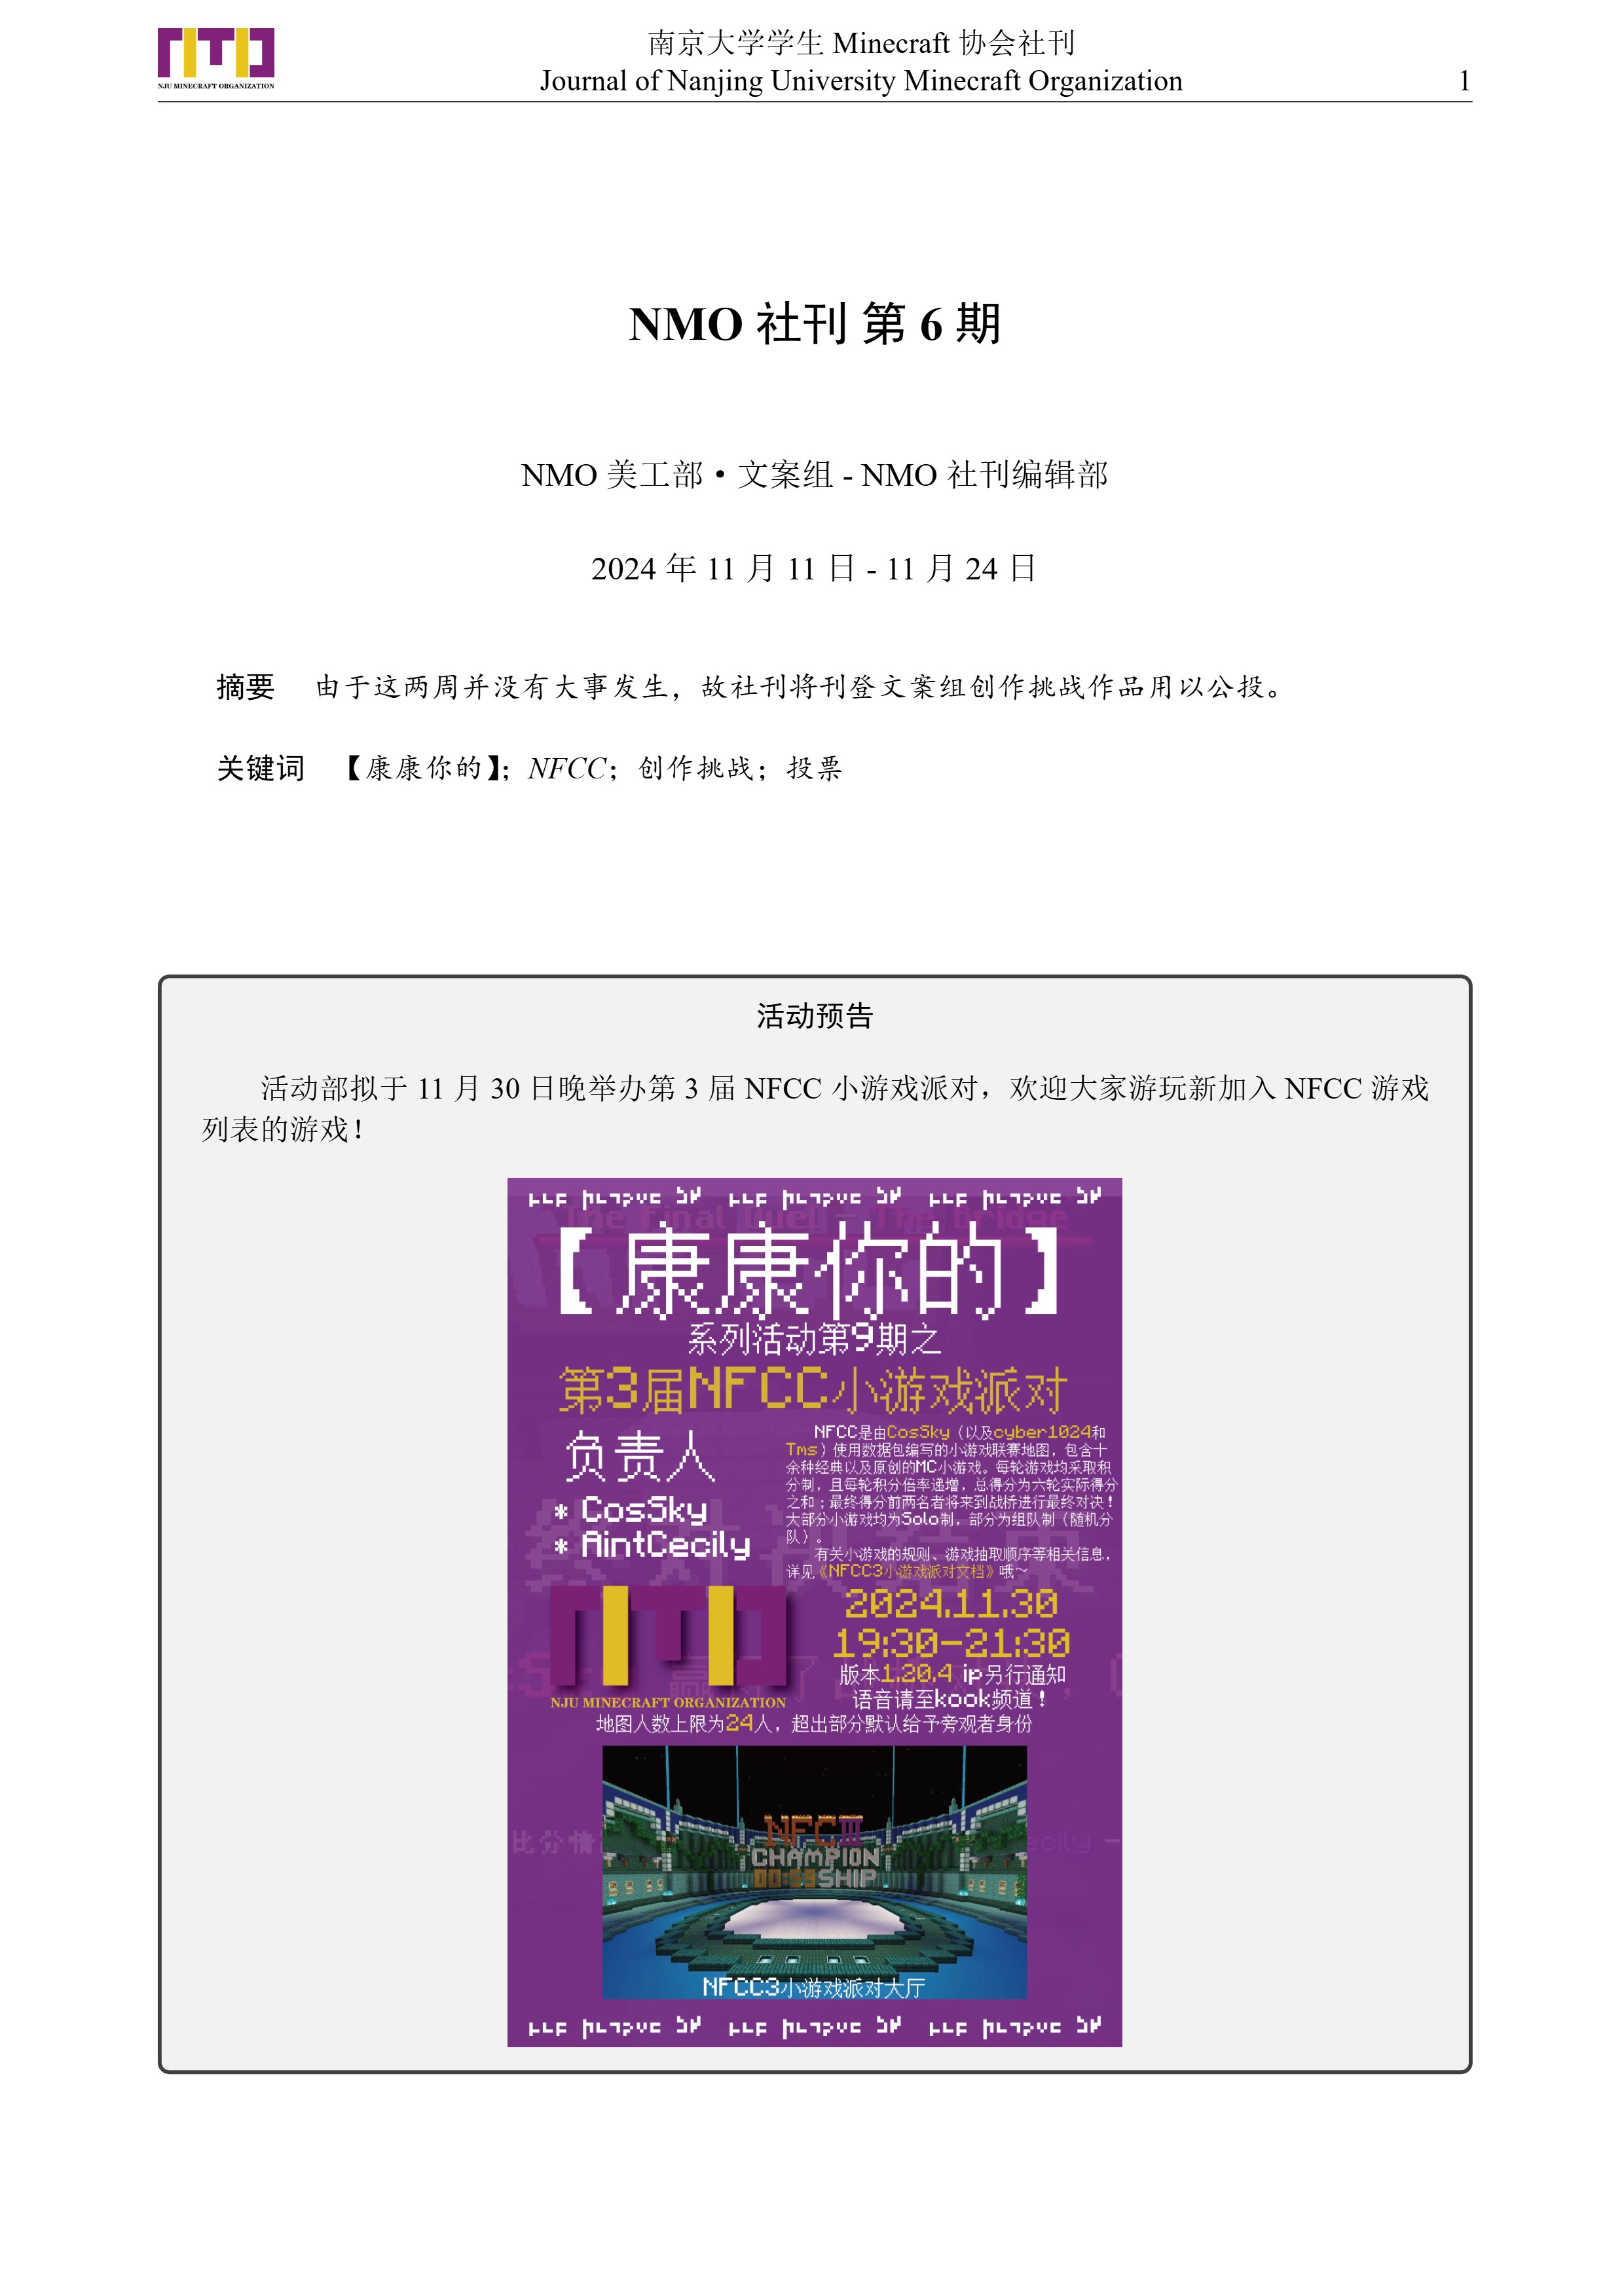 NJU MINECRAFT ORGANIZATION
南京大学学生 Minecraft 协会社刊
Journal of Nanjing University Minecraft Organization
1
NMO 社刊 第 6 期
NMO 美工部·文案组 - NMO 社刊编辑部
2024 年 11 月 11 日 - 11 月 24 日
摘要 由于这两周并没有大事发生，故社刊将刊登文案组创作挑战作品用以公投。
关键词 【康康你的】；NFCC；创作挑战；投票
活动预告
活动部拟于 11 月 30 日晚举办第 3 届 NFCC 小游戏派对，欢迎大家游玩新加入 NFCC 游戏
列表的游戏！
The Final Duel - The Bridge
【康康你的】
系列活动第9期之
第3届NFCC小游戏派对
负责人
* CosSky
* AintCecily
NFCC是由CosSky（以及cyber1024和
Tms）使用数据包编写的小游戏联赛地图，包含十
余种经典以及原创的MC小游戏。每轮游戏均采取积
分制，且每轮积分倍率递增，总得分为六轮实际得分
之和；最终得分前两名者将来到战桥进行最终对决！
大部分小游戏均为Solo制，部分为组队制（随机分
队）。
有关小游戏的规则、游戏抽取顺序等相关信息，
详见《NFCC3小游戏派对文档》哦~
NJU MINECRAFT ORGANIZATION
2024.11.30
19:30-21:30
版本1.20.4 ip另行通知
语音请至kook频道！
地图人数上限为24人，超出部分默认给予旁观者身份
比分情
ecily -
NFCIII
CHAMPION
00:59SHIP
NFCC3小游戏派对大厅